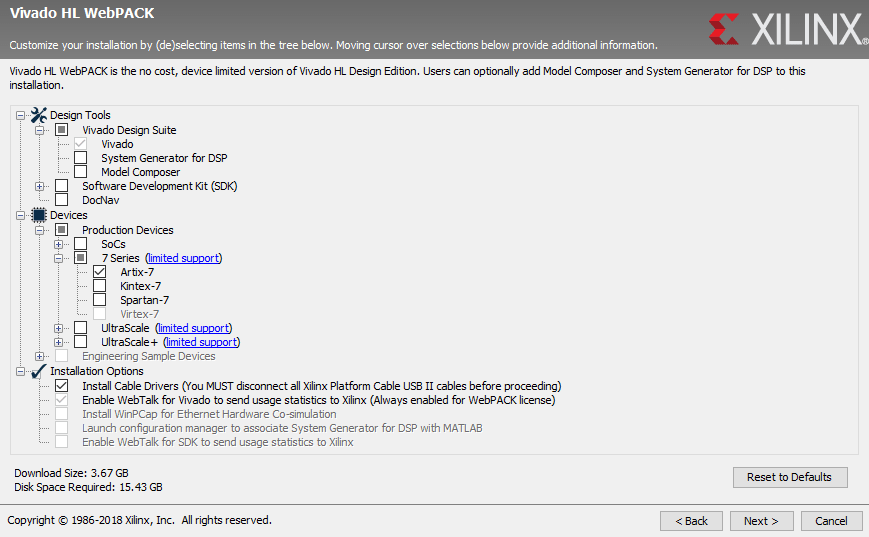 Vivado HL WebPACK
Customize your installation by (de)selecting items in the tree below. Moving cursor over selections below provide additional information.
XILINX®
Vivado HL WebPACK is the no cost, device limited version of Vivado HL Design Edition. Users can optionally add Model Composer and System Generator for DSP to this
installation.
Design Tools
Vivado Design Suite
Vivado
System Generator for DSP
Model Composer
Software Development Kit (SDK)
DocNav
Devices
Production Devices
SoCs
7 Series (limited support)
Artix-7
Kintex-7
Spartan-7
Virtex-7
UltraScale (limited support)
UltraScale+ (limited support)
Engineering Sample Devices
Installation Options
Install Cable Drivers (You MUST disconnect all Xilinx Platform Cable USB II cables before proceeding)
Enable WebTalk for Vivado to send usage statistics to Xilinx (Always enabled for WebPACK license)
Install WinPCap for Ethernet Hardware Co-simulation
Launch configuration manager to associate System Generator for DSP with MATLAB
Enable WebTalk for SDK to send usage statistics to Xilinx
Download Size: 3.67 GB
Disk Space Required: 15.43 GB
Reset to Defaults
Copyright © 1986-2018 Xilinx, Inc. All rights reserved.
< Back
Next >
Cancel